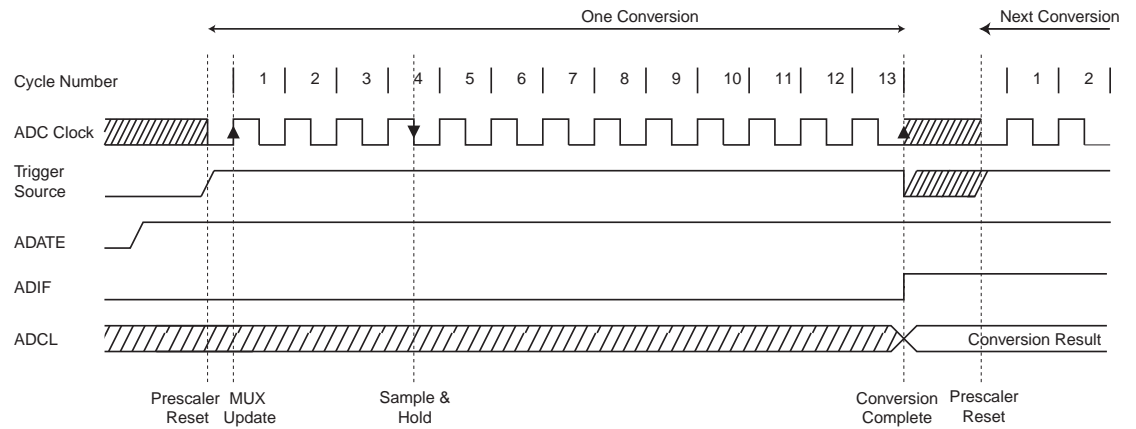 One Conversion
Next Conversion
Cycle Number
1 2 3 4 5 6 7 8 9 10 11 12 13 1 2
ADC Clock
Trigger
Source
ADATE
ADIF
ADCL
Conversion Result
Prescaler
Reset
MUX
Update
Sample &
Hold
Conversion
Complete
Prescaler
Reset